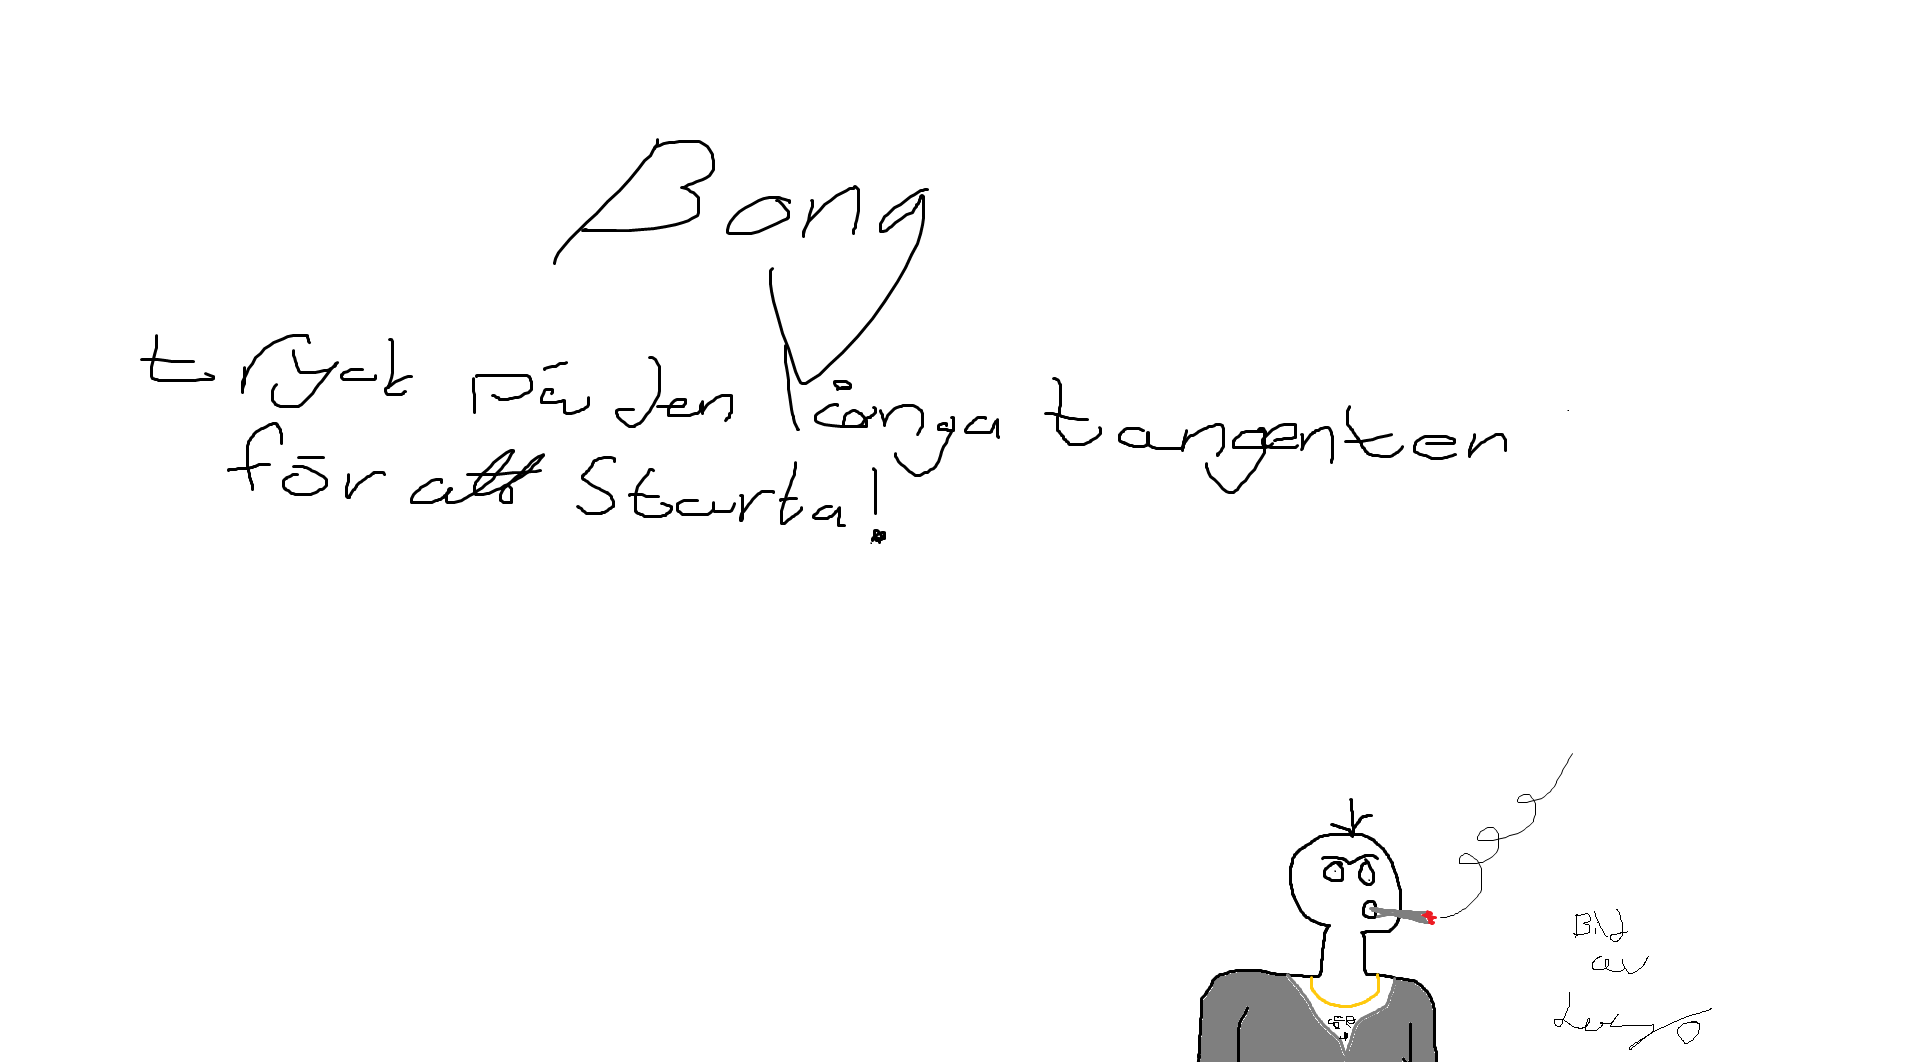 Bong
tryck på den långa tangenten
för att Starta!
Bild
av